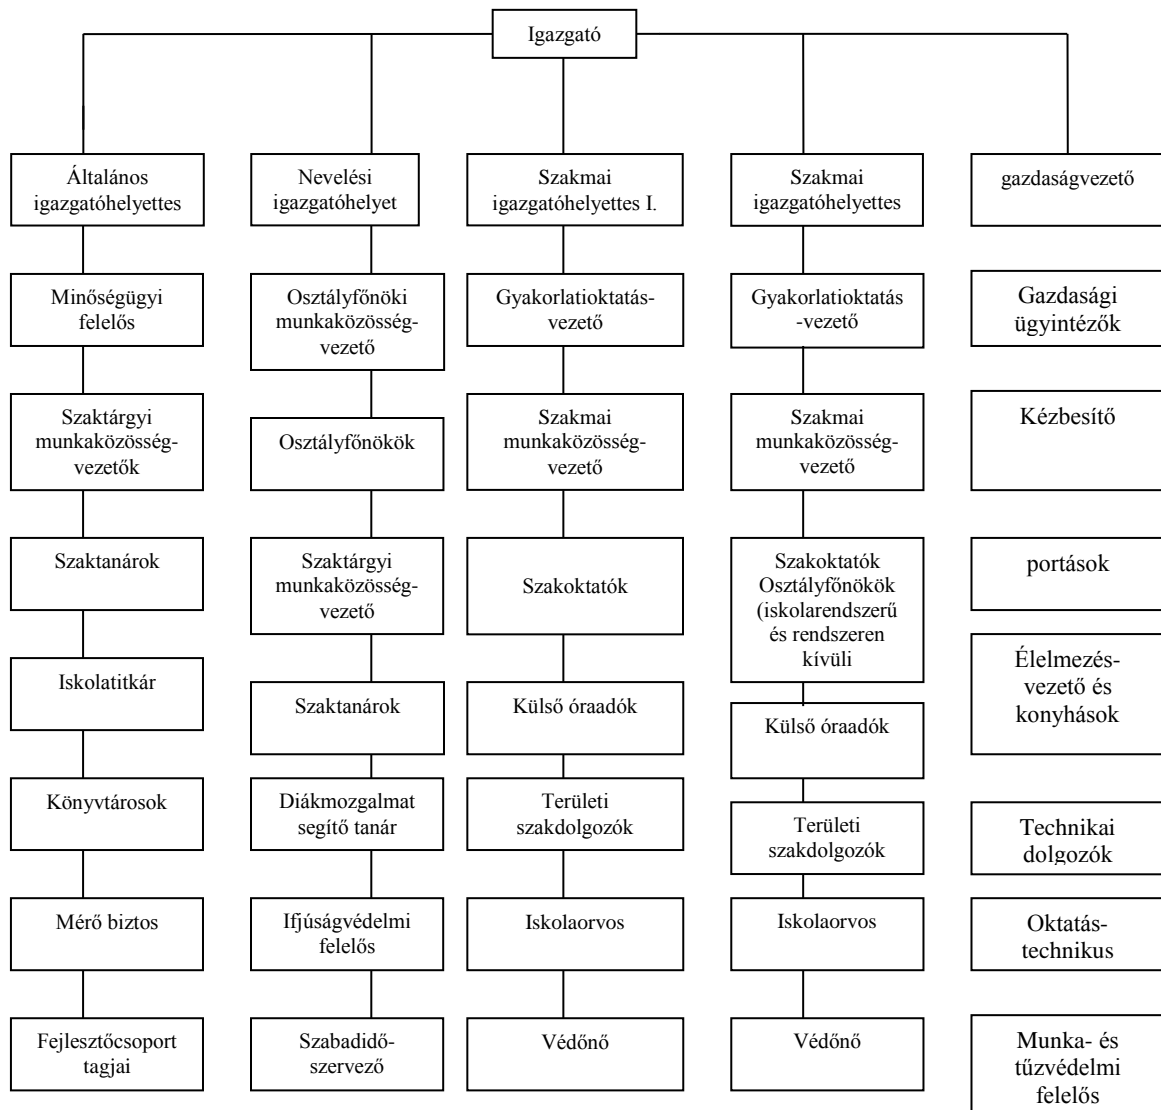 Igazgató
Általános
igazgatóhelyettes
Nevelési
igazgatóhelyet
Szakmai
igazgatóhelyettes I.
Szakmai
igazgatóhelyettes
gazdaságvezető
Minőségügyi
felelős
Osztályfőnöki
munkaközösség-
vezető
Gyakorlatioktatás-
vezető
Gyakorlatioktatás
-vezető
Gazdasági
ügyintézők
Szaktárgyi
munkaközösség-
vezetők
Osztályfőnökök
Szakmai
munkaközösség-
vezető
Szakmai
munkaközösség-
vezető
Kézbesítő
Szaktanárok
Szaktárgyi
munkaközösség-
vezető
Szakoktatók
Szakoktatók
Osztályfőnökök
(iskolarendszerű
és rendszeren
kívüli
portások
Iskolatitkár
Szaktanárok
Külső óraadók
Külső óraadók
Élelmezés-
vezető és
konyhások
Könyvtárosok
Diákmozgalmat
segítő tanár
Területi
szakdolgozók
Területi
szakdolgozók
Technikai
dolgozók
Mérő biztos
Ifjúságvédelmi
felelős
Iskolaorvos
Iskolaorvos
Oktatás-
technikus
Fejlesztőcsoport
tagjai
Szabadidő-
szervező
Védőnő
Védőnő
Munka- és
tűzvédelmi
felelős